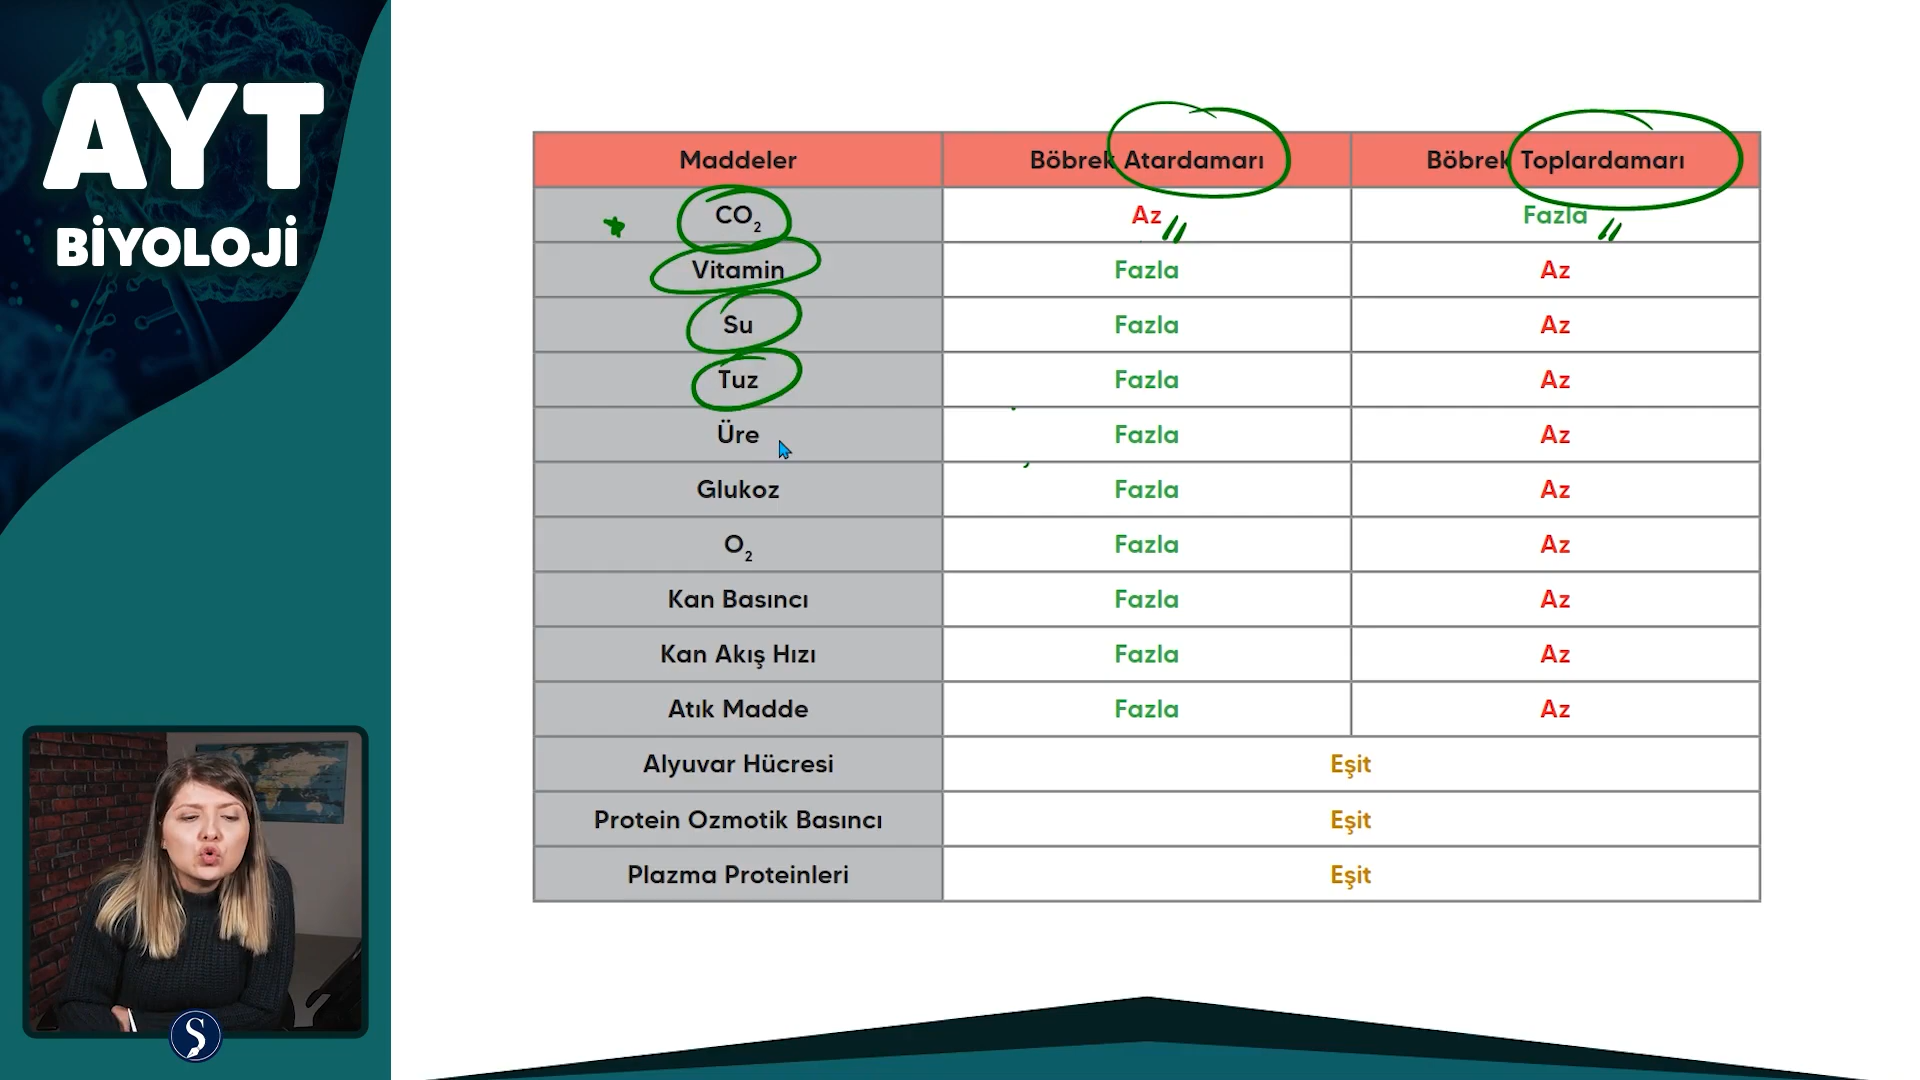 AYT
BİYOLOJİ
Maddeler Böbrek Atardamarı Böbrek Toplardamarı
CO₂ Az Fazla
Vitamin Fazla Az
Su Fazla Az
Tuz Fazla Az
Üre Fazla Az
Glukoz Fazla Az
O₂ Fazla Az
Kan Basıncı Fazla Az
Kan Akış Hızı Fazla Az
Atık Madde Fazla Az
Alyuvar Hücresi Eşit
Protein Ozmotik Basıncı Eşit
Plazma Proteinleri Eşit
S